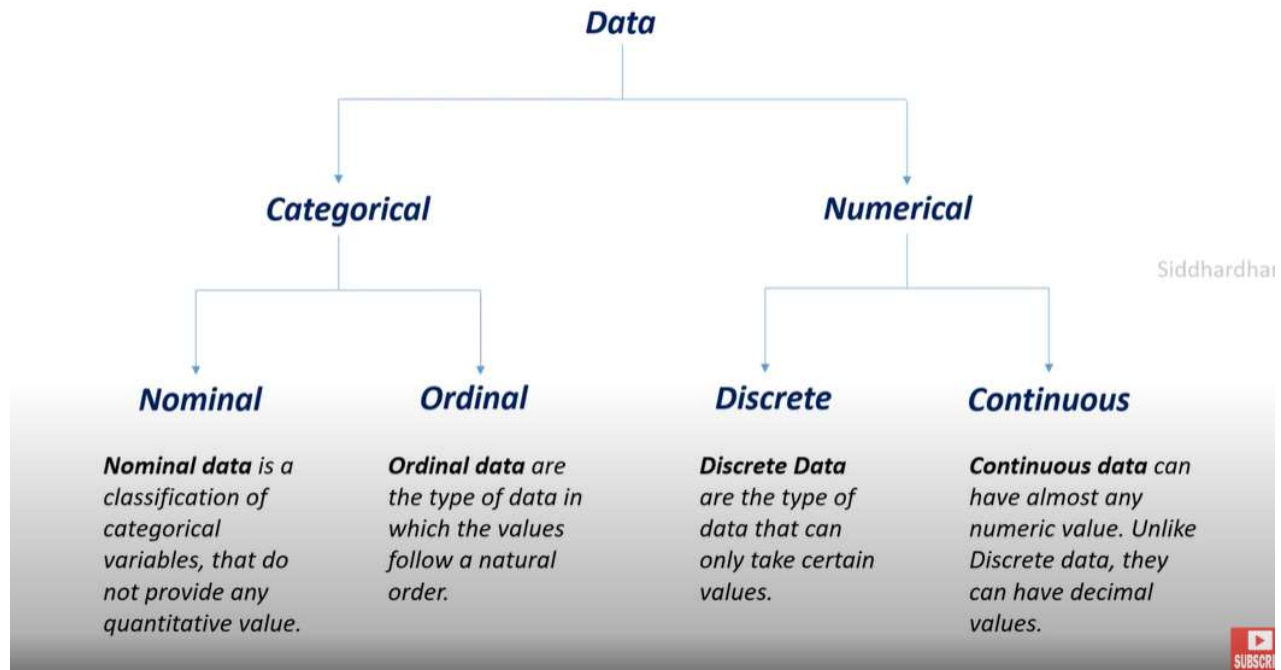 Data
Categorical
Numerical
Siddhardhan
Nominal
Ordinal
Discrete
Continuous
Nominal data is a
classification of
categorical
variables, that do
not provide any
quantitative value.
Ordinal data are
the type of data in
which the values
follow a natural
order.
Discrete Data
are the type of
data that can
only take certain
values.
Continuous data can
have almost any
numeric value. Unlike
Discrete data, they
can have decimal
values.
SUBSCRI